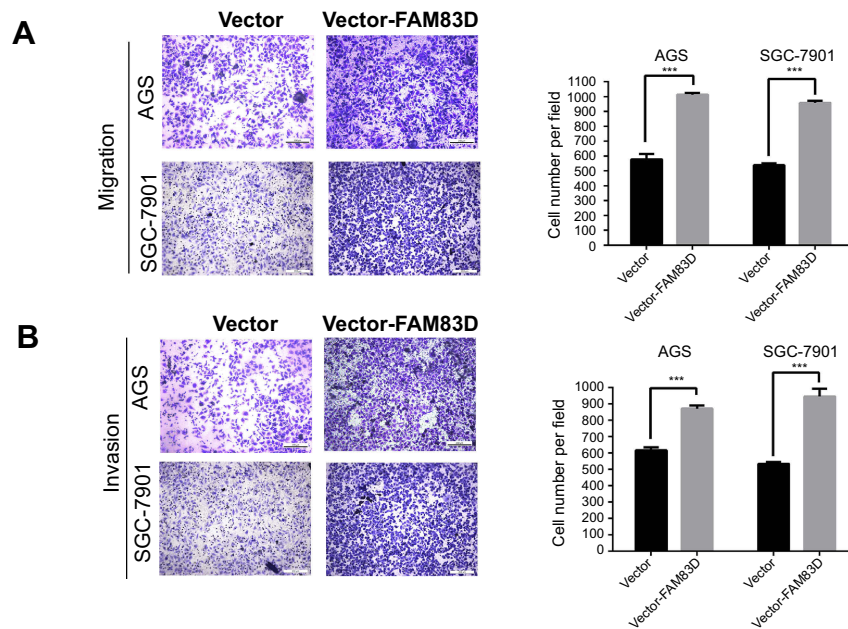 A
Vector Vector-FAM83D
Migration
AGS
SGC-7901
AGS SGC-7901
*** ***
Cell number per field
1100
1000
900
800
700
600
500
400
300
200
100
0
Vector
Vector-FAM83D
Vector
Vector-FAM83D
B
Vector Vector-FAM83D
Invasion
AGS
SGC-7901
AGS SGC-7901
*** ***
Cell number per field
1000
900
800
700
600
500
400
300
200
100
0
Vector
Vector-FAM83D
Vector
Vector-FAM83D